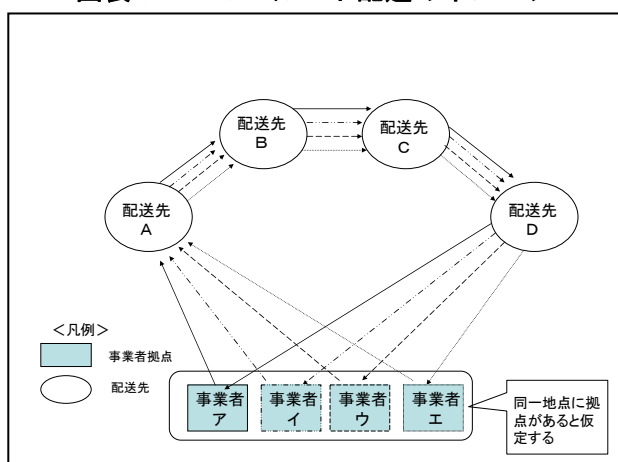 配送先
B
配送先
C
配送先
A
配送先
D
＜凡例＞
事業者拠点
配送先
事業者
ア
事業者
イ
事業者
ウ
事業者
エ
同一地点に拠
点があると仮
定する